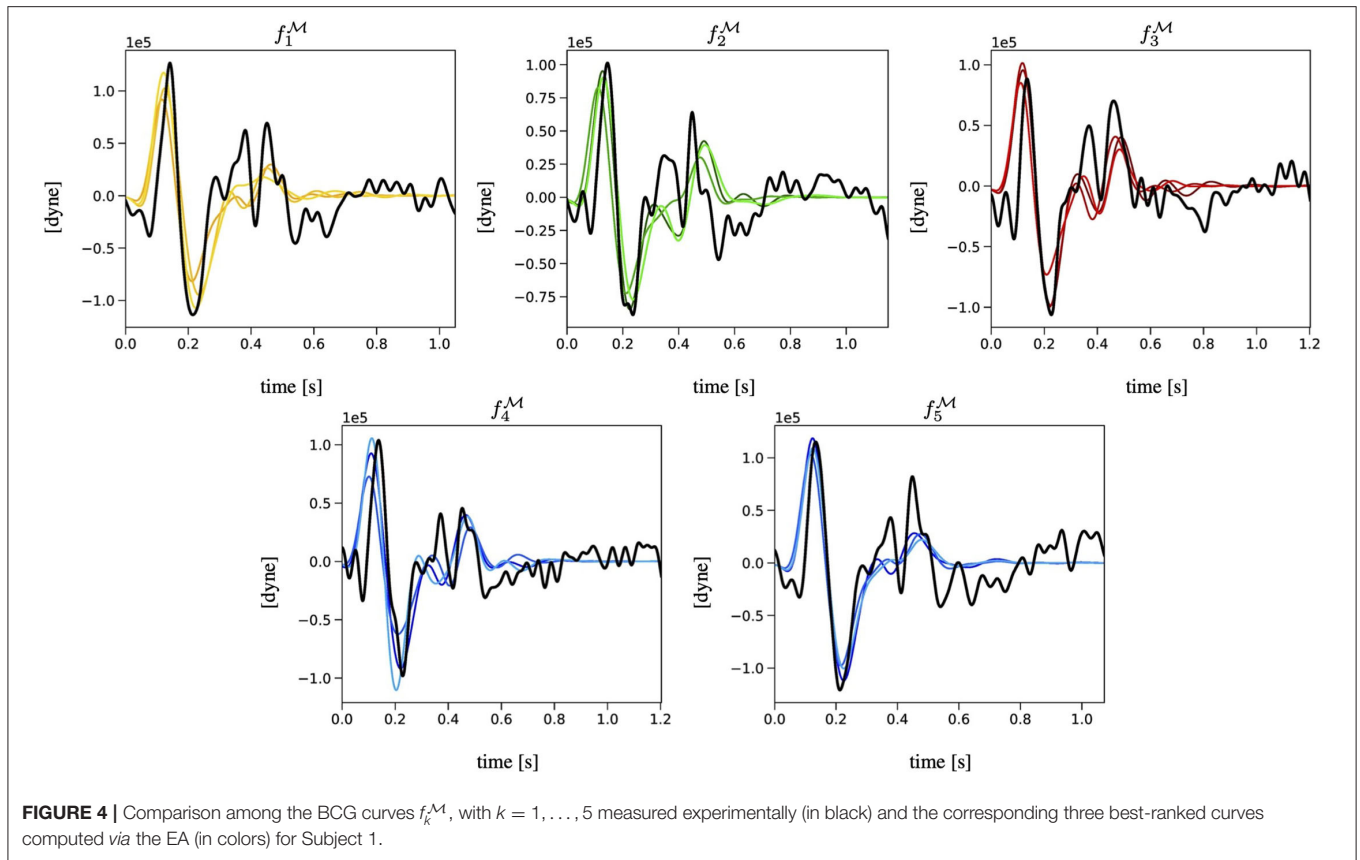 f₁ᴹ
1e5
1.0
0.5
0.0
−0.5
−1.0
[dyne]
0.0 0.2 0.4 0.6 0.8 1.0
time [s]
f₂ᴹ
1e5
1.00
0.75
0.50
0.25
0.00
−0.25
−0.50
−0.75
[dyne]
0.0 0.2 0.4 0.6 0.8 1.0
time [s]
f₃ᴹ
1e5
1.0
0.5
0.0
−0.5
−1.0
[dyne]
0.0 0.2 0.4 0.6 0.8 1.0 1.2
time [s]
f₄ᴹ
1e5
1.0
0.5
0.0
−0.5
−1.0
[dyne]
0.0 0.2 0.4 0.6 0.8 1.0 1.2
time [s]
f₅ᴹ
1e5
1.0
0.5
0.0
−0.5
−1.0
[dyne]
0.0 0.2 0.4 0.6 0.8 1.0
time [s]
FIGURE 4 | Comparison among the BCG curves fₖᴹ, with k = 1, . . . , 5 measured experimentally (in black) and the corresponding three best-ranked curves
computed via the EA (in colors) for Subject 1.